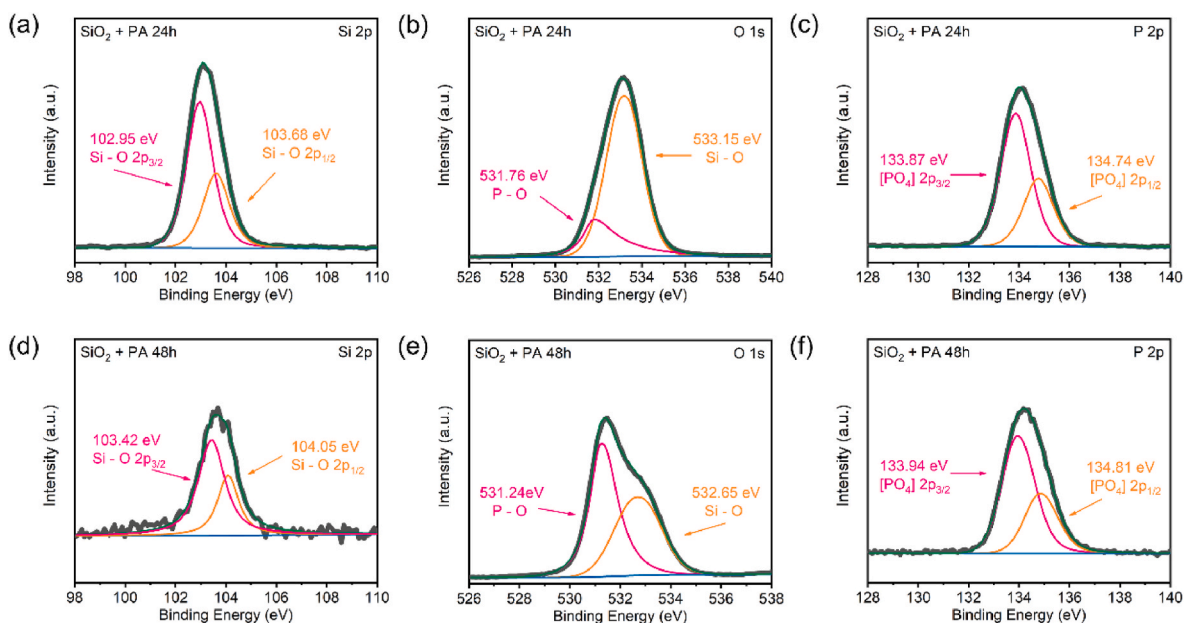 (a)
SiO2 + PA 24h
Si 2p
102.95 eV
Si - O 2p3/2
103.68 eV
Si - O 2p1/2
Intensity (a.u.)
98 100 102 104 106 108 110
Binding Energy (eV)
(b)
SiO2 + PA 24h
O 1s
533.15 eV
Si - O
531.76 eV
P - O
Intensity (a.u.)
526 528 530 532 534 536 538 540
Binding Energy (eV)
(c)
SiO2 + PA 24h
P 2p
133.87 eV
[PO4] 2p3/2
134.74 eV
[PO4] 2p1/2
Intensity (a.u.)
128 130 132 134 136 138 140
Binding Energy (eV)
(d)
SiO2 + PA 48h
Si 2p
103.42 eV
Si - O 2p3/2
104.05 eV
Si - O 2p1/2
Intensity (a.u.)
98 100 102 104 106 108 110
Binding Energy (eV)
(e)
SiO2 + PA 48h
O 1s
531.24eV
P - O
532.65 eV
Si - O
Intensity (a.u.)
526 528 530 532 534 536 538
Binding Energy (eV)
(f)
SiO2 + PA 48h
P 2p
133.94 eV
[PO4] 2p3/2
134.81 eV
[PO4] 2p1/2
Intensity (a.u.)
128 130 132 134 136 138 140
Binding Energy (eV)